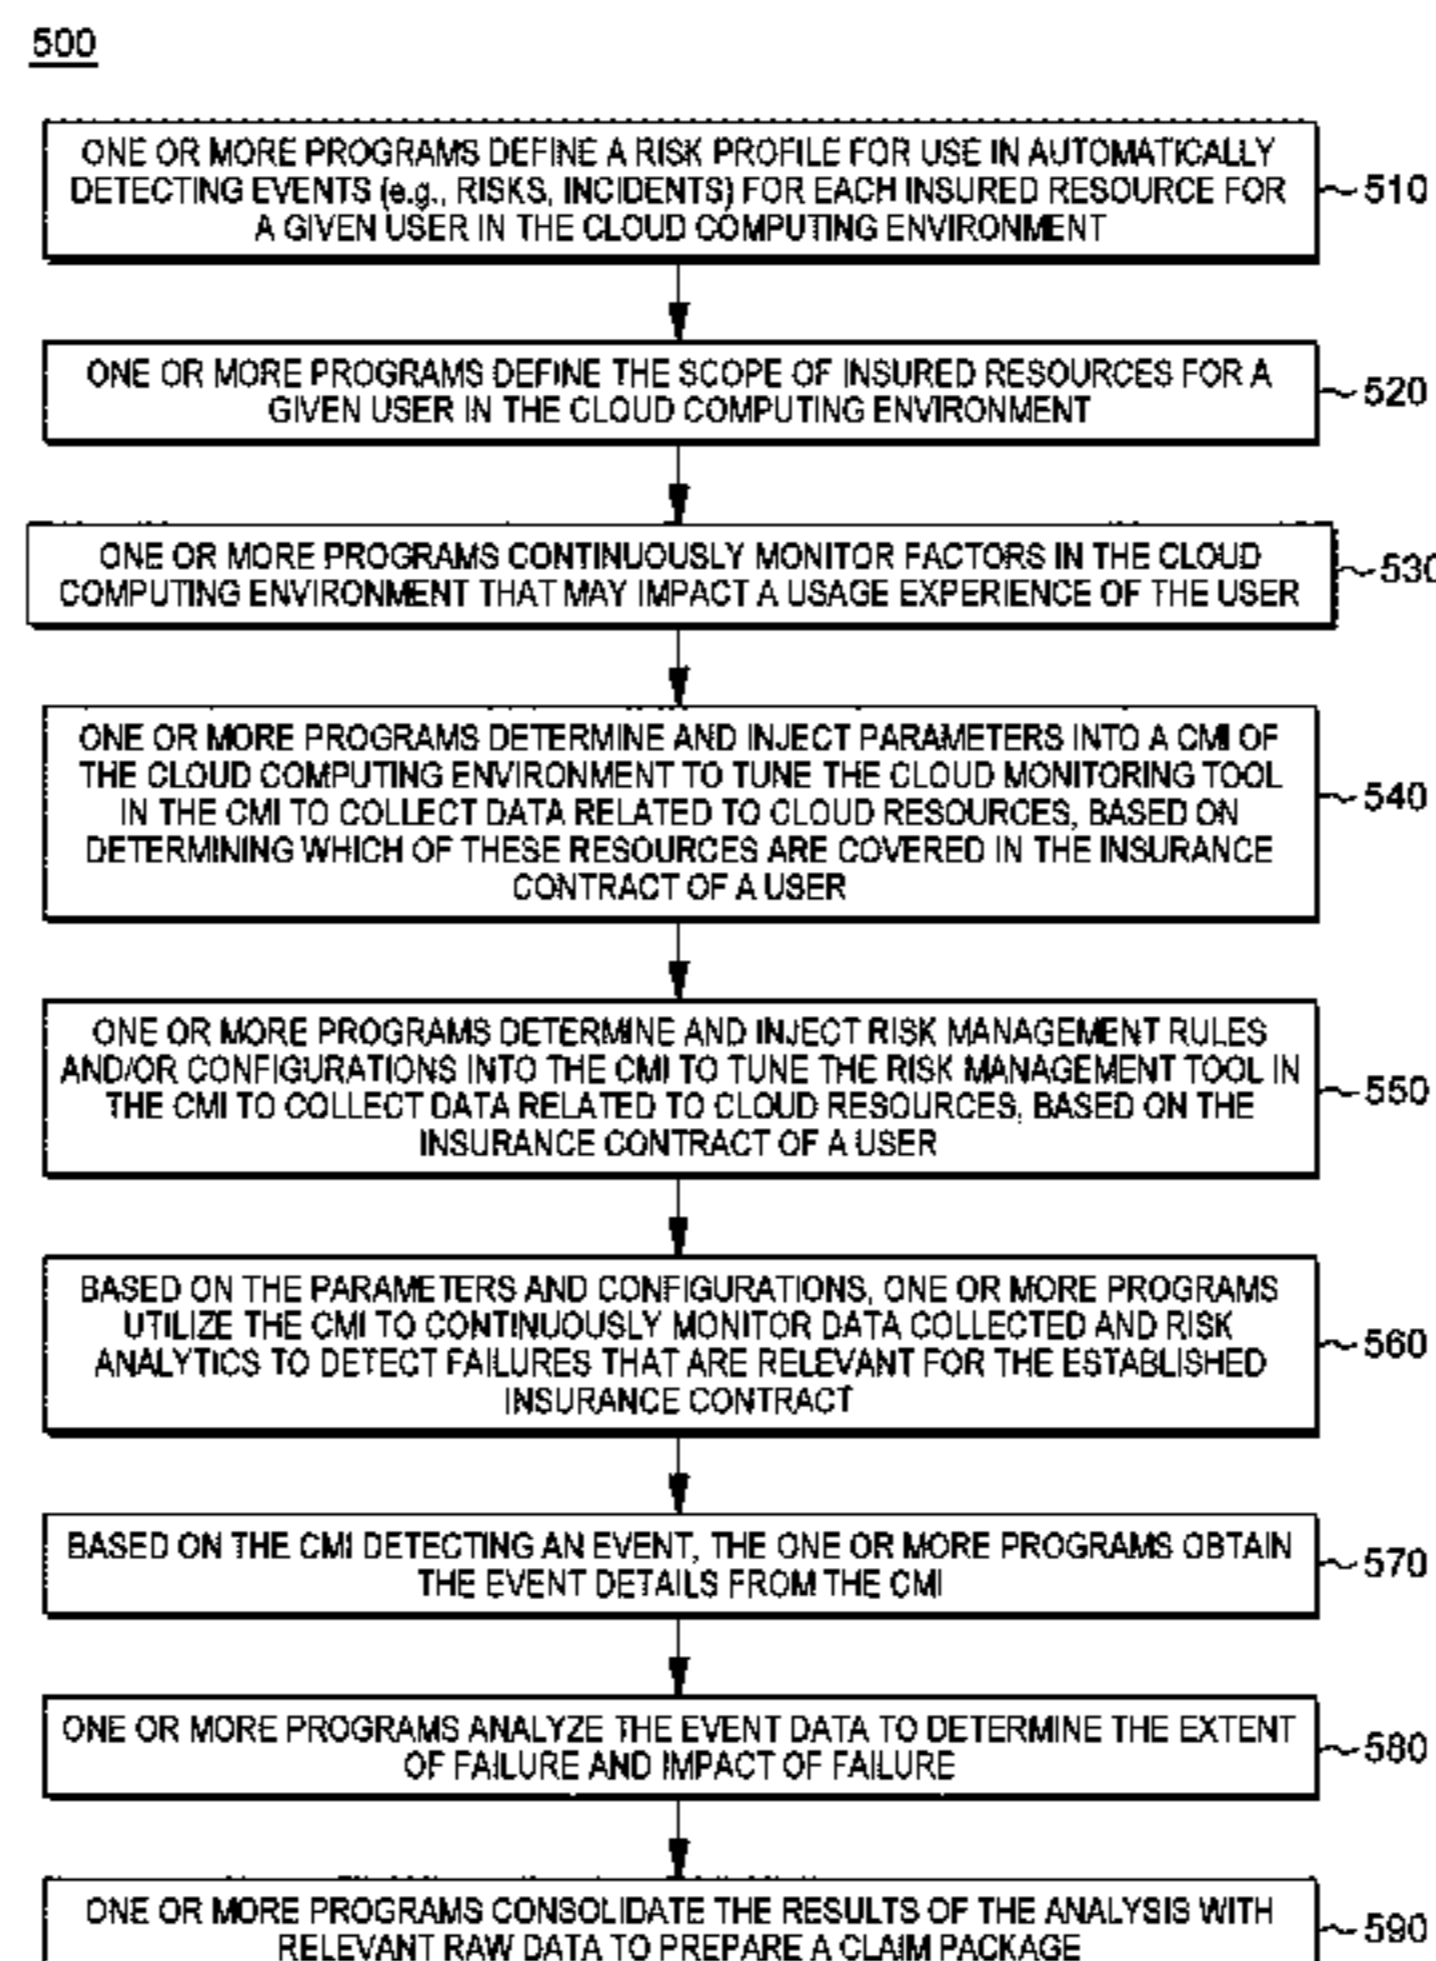 500
ONE OR MORE PROGRAMS DEFINE A RISK PROFILE FOR USE IN AUTOMATICALLY
DETECTING EVENTS (e.g., RISKS, INCIDENTS) FOR EACH INSURED RESOURCE FOR
A GIVEN USER IN THE CLOUD COMPUTING ENVIRONMENT
510
ONE OR MORE PROGRAMS DEFINE THE SCOPE OF INSURED RESOURCES FOR A
GIVEN USER IN THE CLOUD COMPUTING ENVIRONMENT
520
ONE OR MORE PROGRAMS CONTINUOUSLY MONITOR FACTORS IN THE CLOUD
COMPUTING ENVIRONMENT THAT MAY IMPACT A USAGE EXPERIENCE OF THE USER
530
ONE OR MORE PROGRAMS DETERMINE AND INJECT PARAMETERS INTO A CMI OF
THE CLOUD COMPUTING ENVIRONMENT TO TUNE THE CLOUD MONITORING TOOL
IN THE CMI TO COLLECT DATA RELATED TO CLOUD RESOURCES, BASED ON
DETERMINING WHICH OF THESE RESOURCES ARE COVERED IN THE INSURANCE
CONTRACT OF A USER
540
ONE OR MORE PROGRAMS DETERMINE AND INJECT RISK MANAGEMENT RULES
AND/OR CONFIGURATIONS INTO THE CMI TO TUNE THE RISK MANAGEMENT TOOL IN
THE CMI TO COLLECT DATA RELATED TO CLOUD RESOURCES, BASED ON THE
INSURANCE CONTRACT OF A USER
550
BASED ON THE PARAMETERS AND CONFIGURATIONS, ONE OR MORE PROGRAMS
UTILIZE THE CMI TO CONTINUOUSLY MONITOR DATA COLLECTED AND RISK
ANALYTICS TO DETECT FAILURES THAT ARE RELEVANT FOR THE ESTABLISHED
INSURANCE CONTRACT
560
BASED ON THE CMI DETECTING AN EVENT, THE ONE OR MORE PROGRAMS OBTAIN
THE EVENT DETAILS FROM THE CMI
570
ONE OR MORE PROGRAMS ANALYZE THE EVENT DATA TO DETERMINE THE EXTENT
OF FAILURE AND IMPACT OF FAILURE
580
ONE OR MORE PROGRAMS CONSOLIDATE THE RESULTS OF THE ANALYSIS WITH
RELEVANT RAW DATA TO PREPARE A CLAIM PACKAGE
590